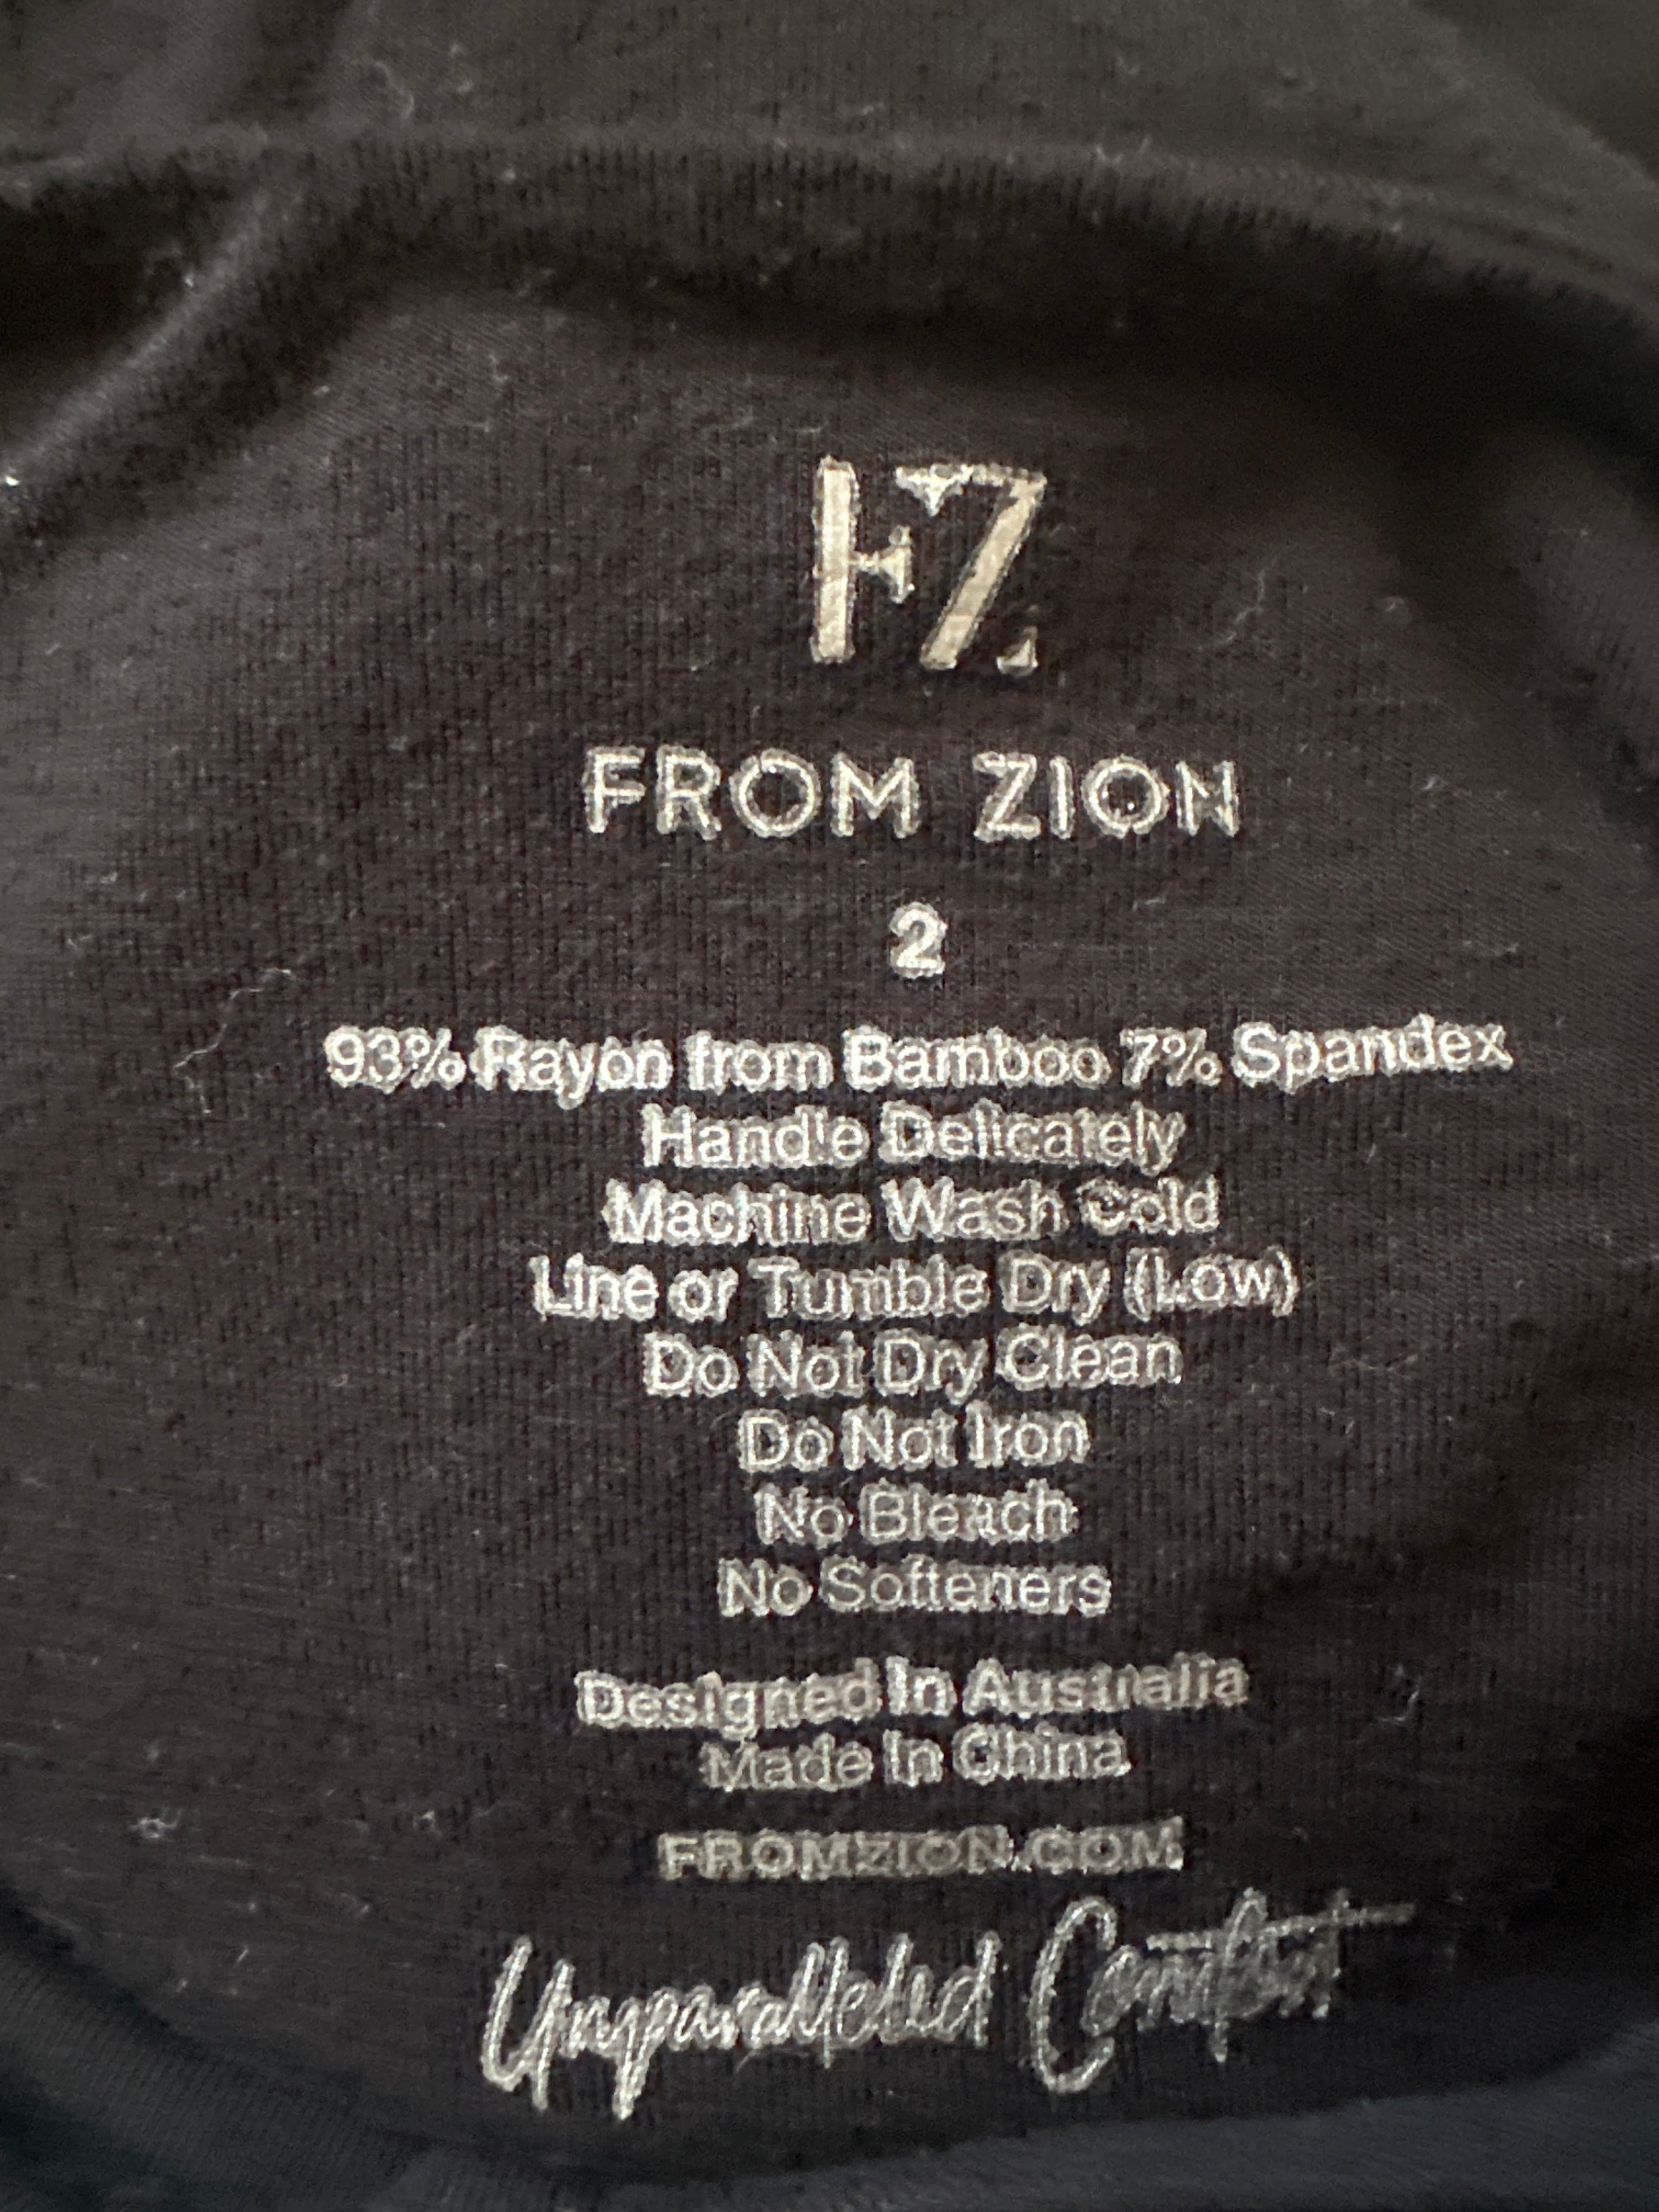 FZ
FROM ZION
2
93% Rayon from Bamboo 7% Spandex
Handle Delicately
Machine Wash Cold
Line or Tumble Dry (Low)
Do Not Dry Clean
Do Not Iron
No Bleach
No Softeners
Designed In Australia
Made In China
FROMZION.COM
Unparalleled Comfort